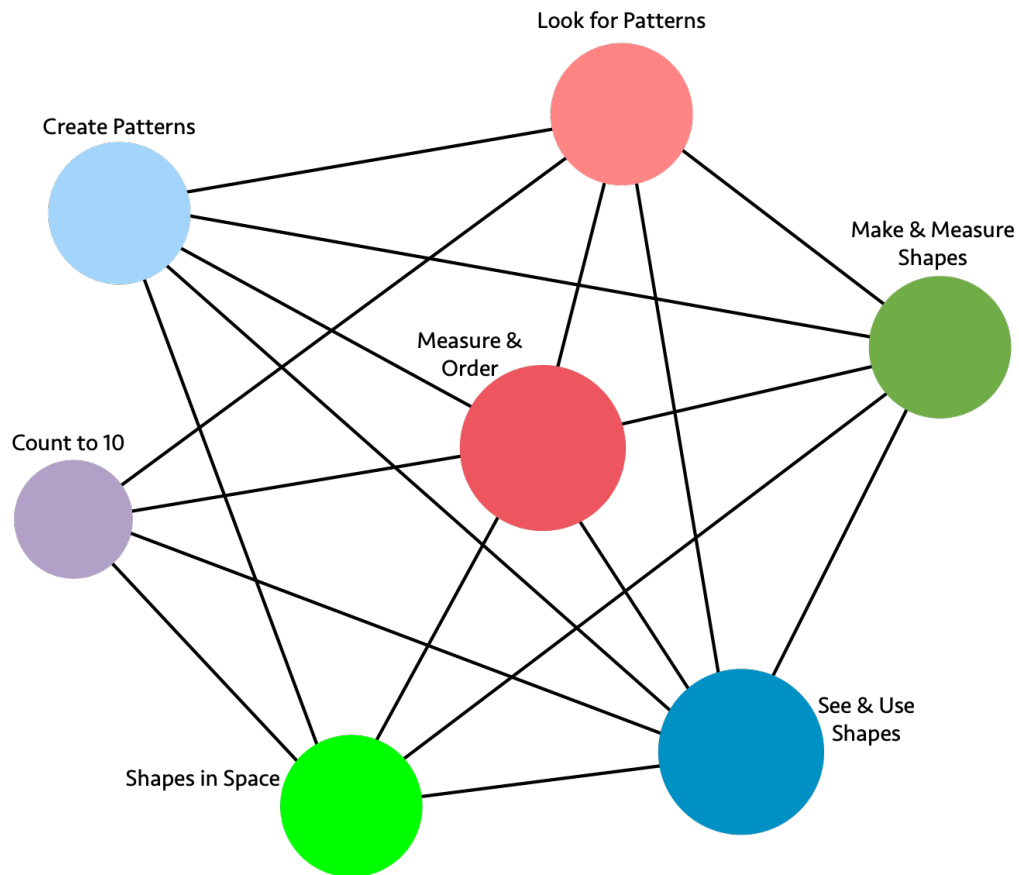 Look for Patterns
Create Patterns
Make & Measure
Shapes
Measure &
Order
Count to 10
See & Use
Shapes
Shapes in Space